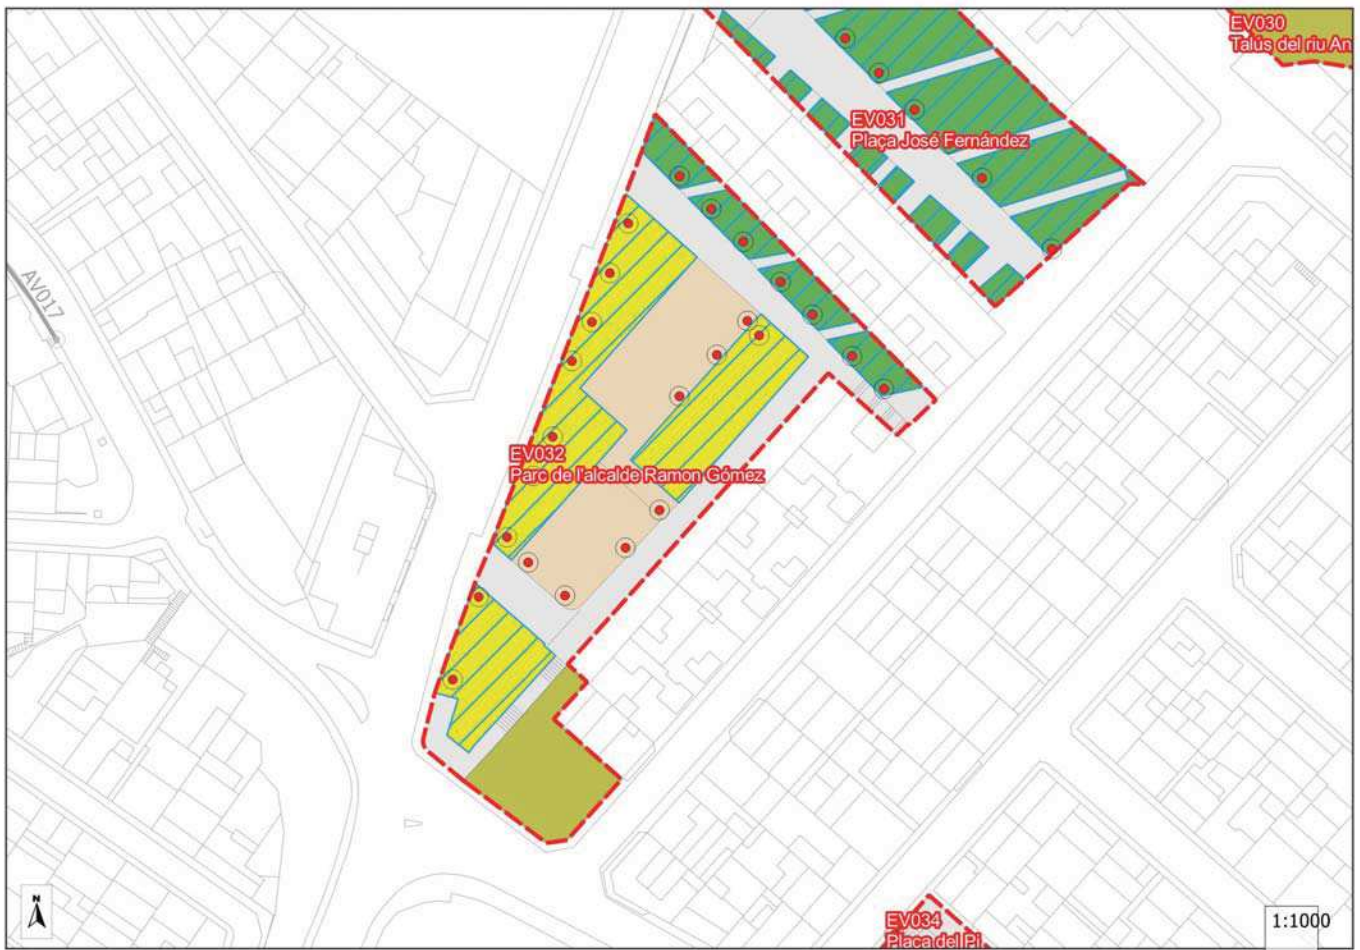 EV030
Talús del riu An
EV031
Plaça José Fernández
AV017
EV032
Parc de l'alcalde Ramon Gómez
EV034
Plaça del Pi
N
1:1000